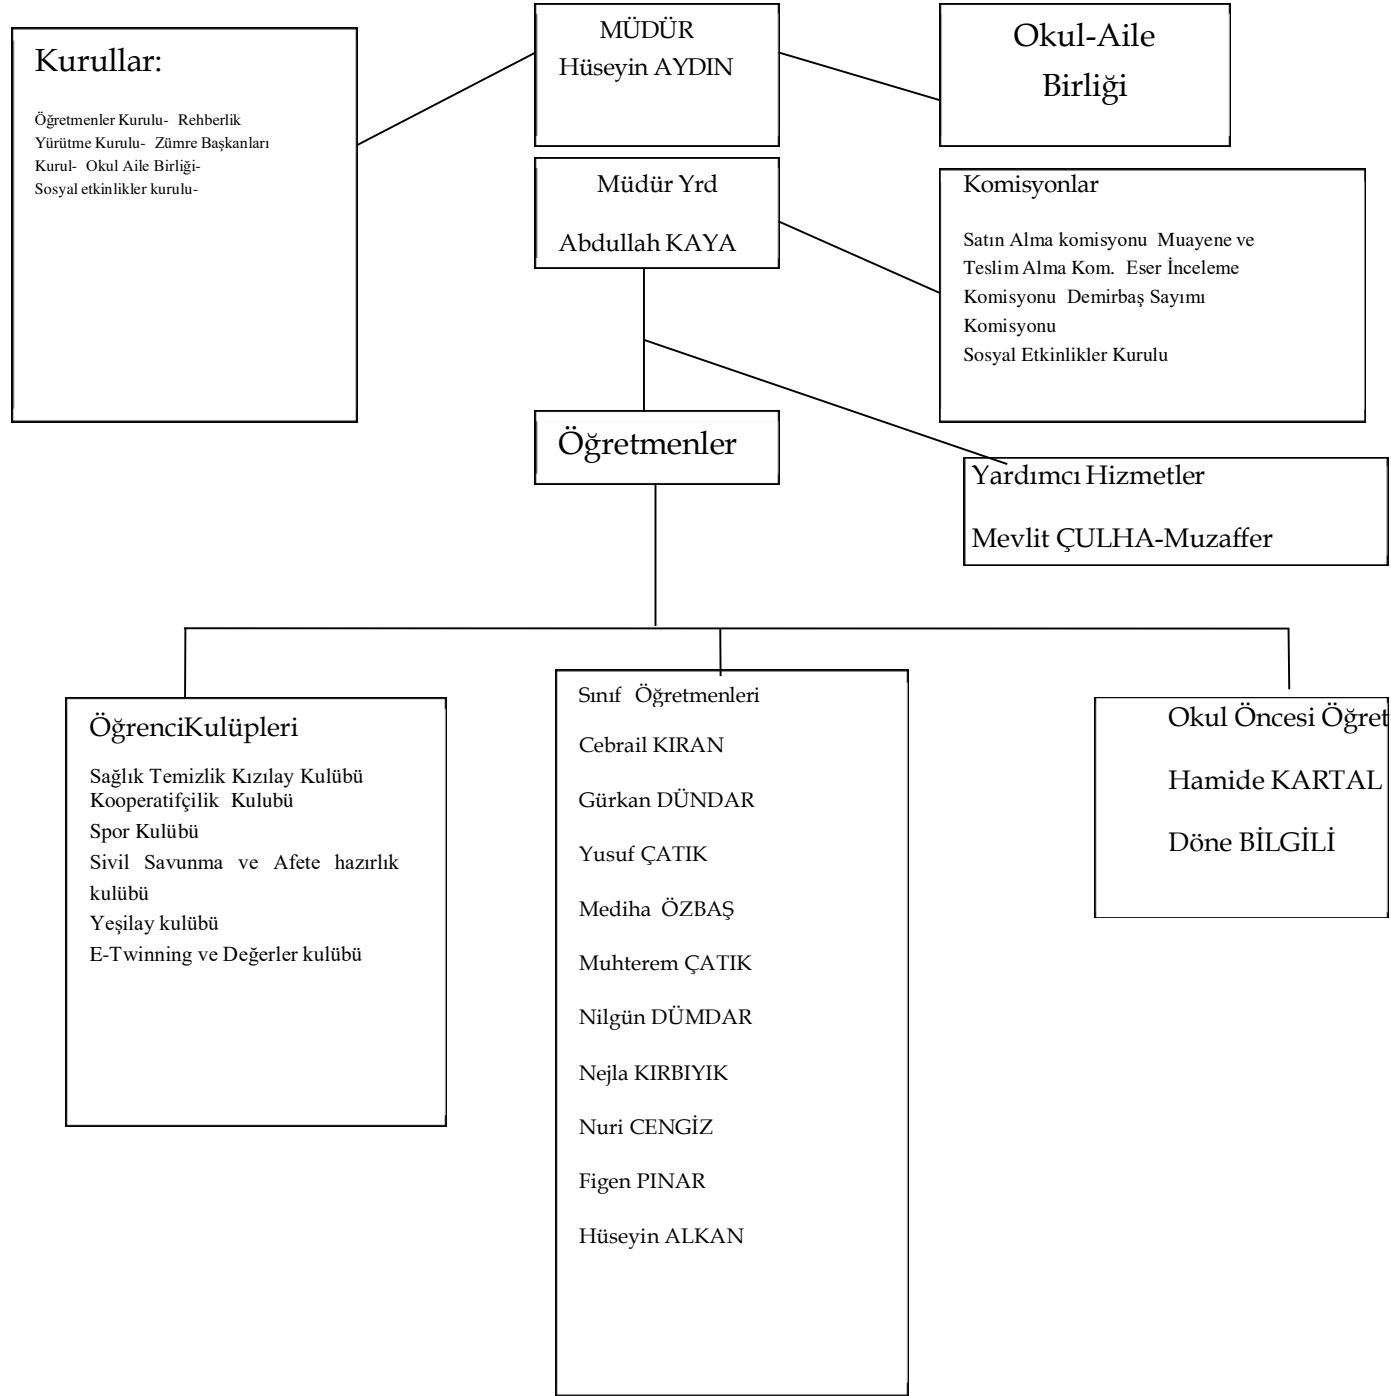 Kurullar:
Öğretmenler Kurulu- Rehberlik
Yürütme Kurulu- Zümre Başkanları
Kurul- Okul Aile Birliği-
Sosyal etkinlikler kurulu-
MÜDÜR
Hüseyin AYDIN
Okul-Aile
Birliği
Müdür Yrd
Abdullah KAYA
Komisyonlar
Satın Alma komisyonu Muayene ve
Teslim Alma Kom. Eser İnceleme
Komisyonu Demirbaş Sayımı
Komisyonu
Sosyal Etkinlikler Kurulu
Öğretmenler
Yardımcı Hizmetler
Mevlit ÇULHA-Muzaffer
ÖğrenciKulüpleri
Sağlık Temizlik Kızılay Kulübü
Kooperatifçilik Kulubü
Spor Kulübü
Sivil Savunma ve Afete hazırlık
kulübü
Yeşilay kulübü
E-Twinning ve Değerler kulübü
Sınıf Öğretmenleri
Cebrail KIRAN
Gürkan DÜNDAR
Yusuf ÇATIK
Mediha ÖZBAŞ
Muhterem ÇATIK
Nilgün DÜMDAR
Nejla KIRBIYIK
Nuri CENGİZ
Figen PINAR
Hüseyin ALKAN
Okul Öncesi Öğret
Hamide KARTAL
Döne BİLGİLİ